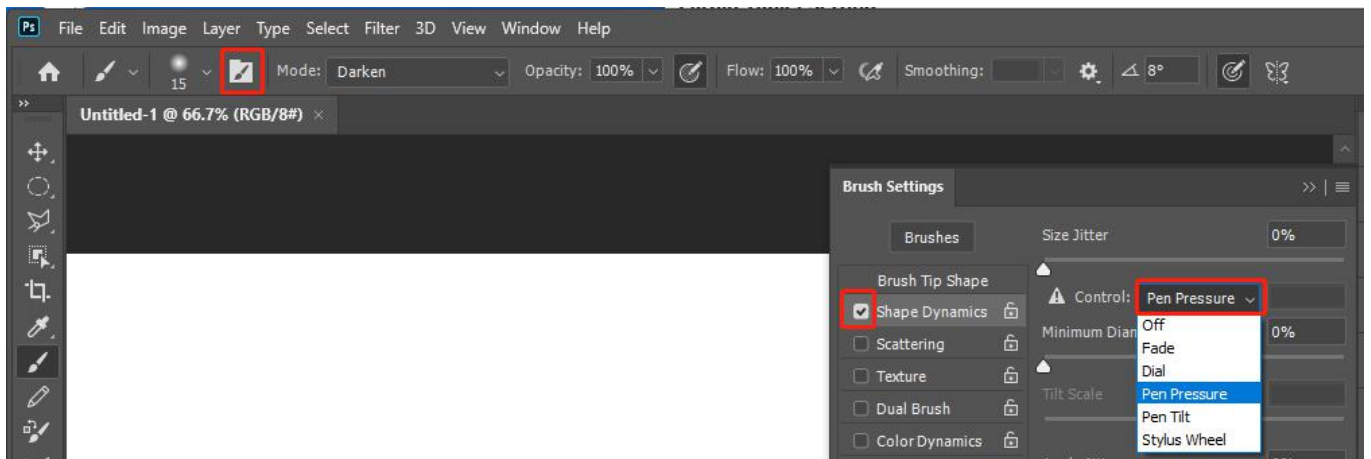 Ps File Edit Image Layer Type Select Filter 3D View Window Help
15 Mode: Darken Opacity: 100% Flow: 100% Smoothing: 8°
Untitled-1 @ 66.7% (RGB/8#) ×
Brush Settings
Brushes Size Jitter 0%
Brush Tip Shape
Control: Pen Pressure
Shape Dynamics
Off
Minimum Diam 0%
Scattering
Fade
Texture
Dial
Tilt Scale Pen Pressure
Dual Brush
Pen Tilt
Color Dynamics
Stylus Wheel